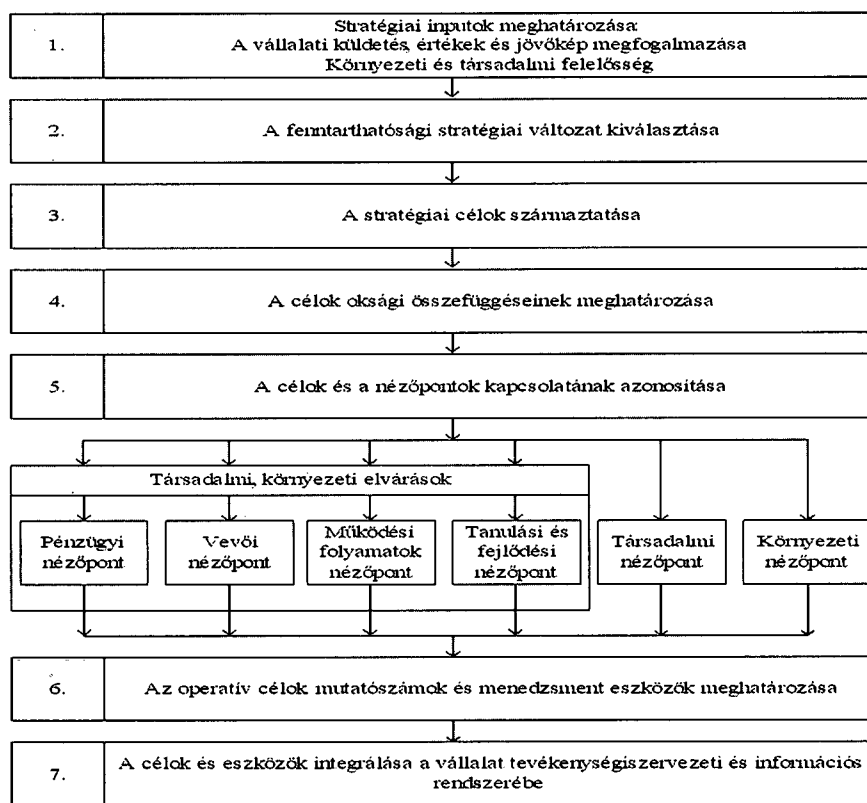 1.
Stratégiai inputok meghatározása:
A vállalati küldetés, értékek és jövőkép megfogalmazása
Környezeti és társadalmi felelősség
2.
A fenntarthatósági stratégiai változat kiválasztása
3.
A stratégiai célok származtatása
4.
A célok oksági összefüggéseinek meghatározása
5.
A célok és a nézőpontok kapcsolatának azonosítása
Társadalmi, környezeti elvárások
Pénzügyi
nézőpont
Vevői
nézőpont
Működési
folyamatok
nézőpont
Tanulási és
fejlődési
nézőpont
Társadalmi
nézőpont
Környezeti
nézőpont
6.
Az operatív célok mutatószámok és menedzsment eszközök meghatározása
7.
A célok és eszközök integrálása a vállalat tevékenységiszervezeti és információs
rendszerébe